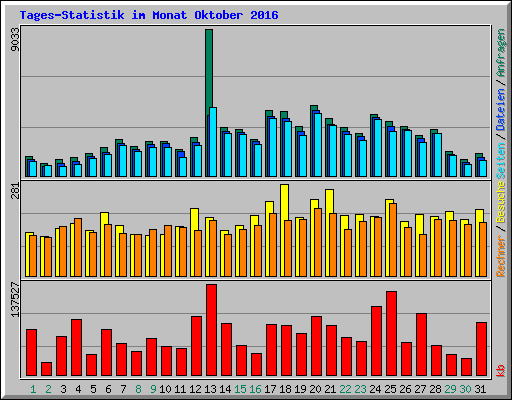 Tages-Statistik im Monat Oktober 2016
9033
281
137527
Anfragen / Dateien / Seiten
Rechner / Besuche
kb
1 2 3 4 5 6 7 8 9 10 11 12 13 14 15 16 17 18 19 20 21 22 23 24 25 26 27 28 29 30 31